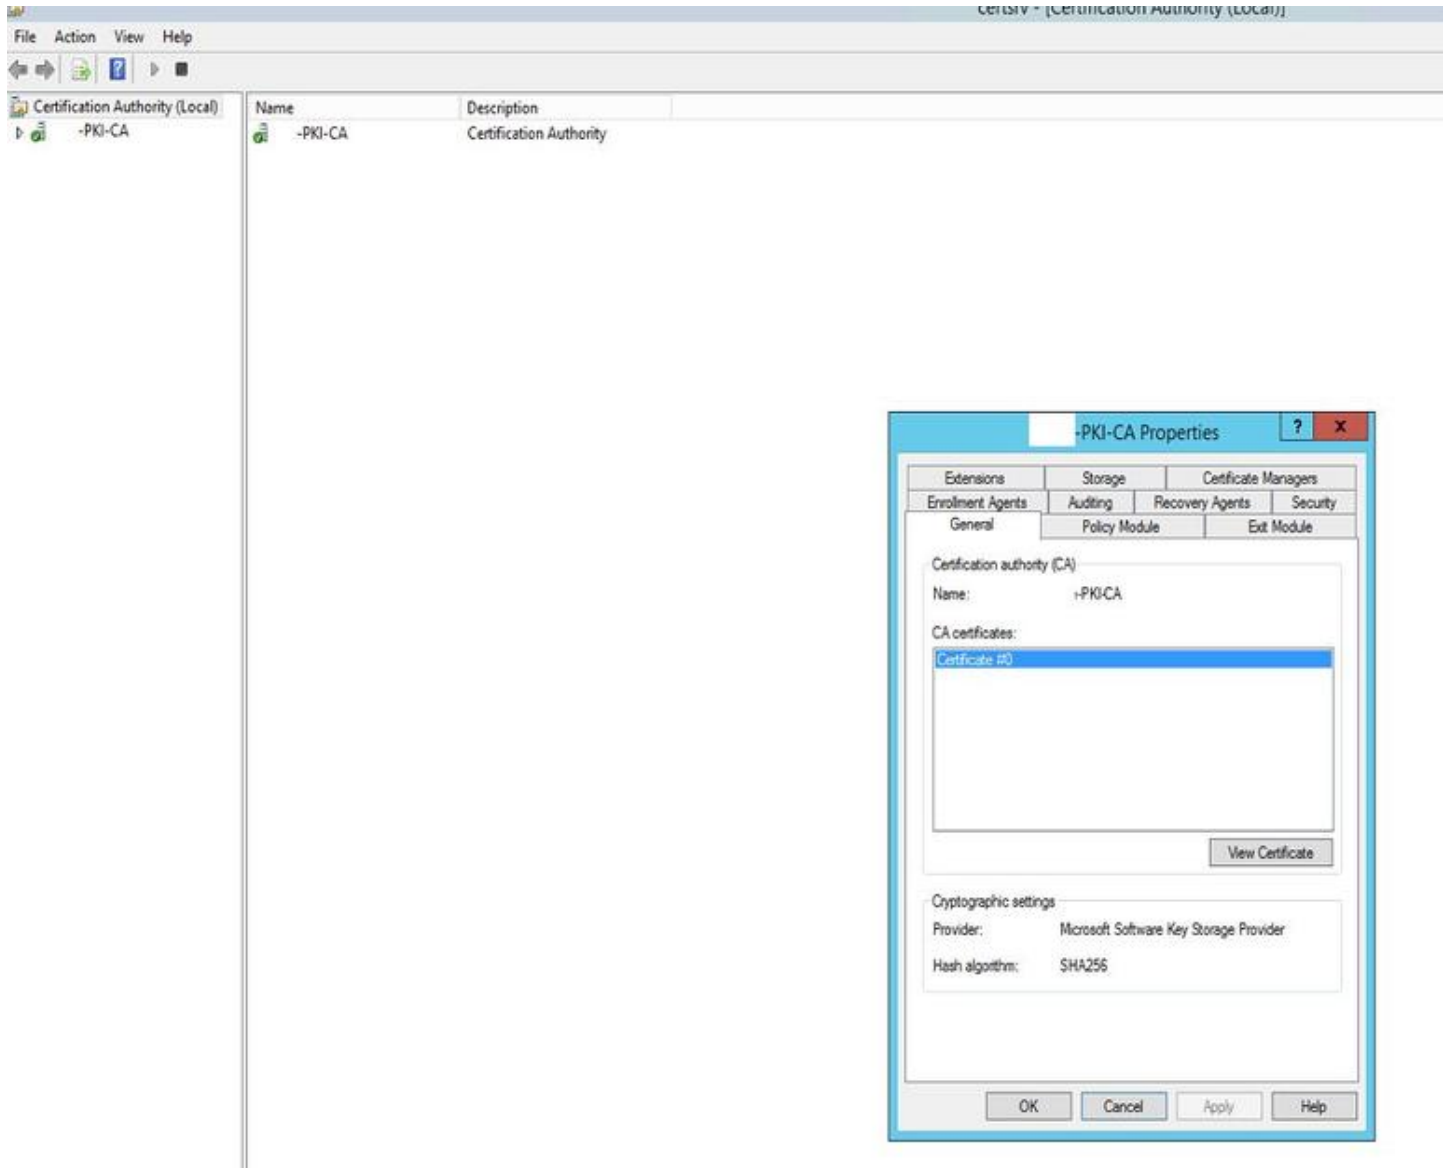 certsrv - [Certification Authority (Local)]
File Action View Help
Certification Authority (Local)
-PKI-CA
Name Description
-PKI-CA Certification Authority
-PKI-CA Properties ? X
Extensions Storage Certificate Managers
Enrollment Agents Auditing Recovery Agents Security
General Policy Module Exit Module
Certification authority (CA)
Name: -PKI-CA
CA certificates:
Certificate #0
View Certificate
Cryptographic settings
Provider: Microsoft Software Key Storage Provider
Hash algorithm: SHA256
OK Cancel Apply Help